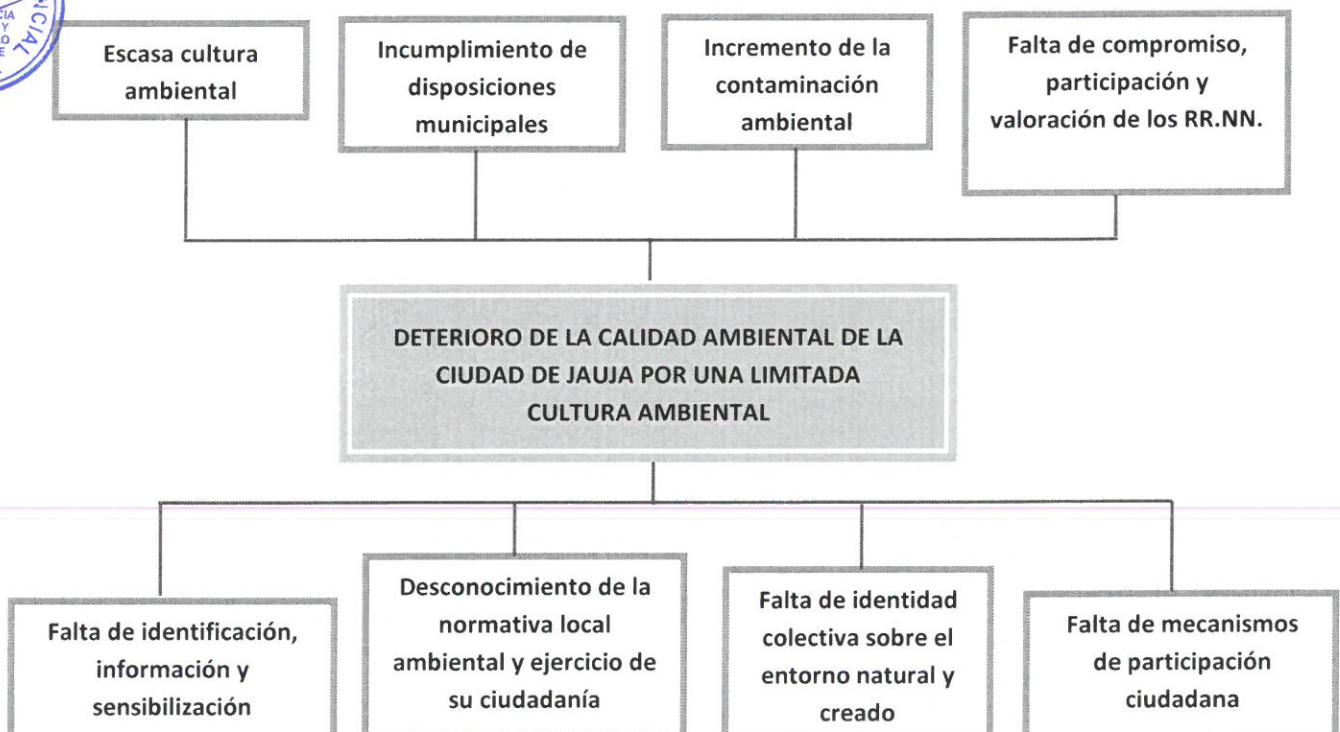 CIA
Y
O
E
NCIAL
Escasa cultura
ambiental
Incumplimiento de
disposiciones
municipales
Incremento de la
contaminación
ambiental
Falta de compromiso,
participación y
valoración de los RR.NN.
DETERIORO DE LA CALIDAD AMBIENTAL DE LA
CIUDAD DE JAUJA POR UNA LIMITADA
CULTURA AMBIENTAL
Falta de identificación,
información y
sensibilización
Desconocimiento de la
normativa local
ambiental y ejercicio de
su ciudadanía
Falta de identidad
colectiva sobre el
entorno natural y
creado
Falta de mecanismos
de participación
ciudadana